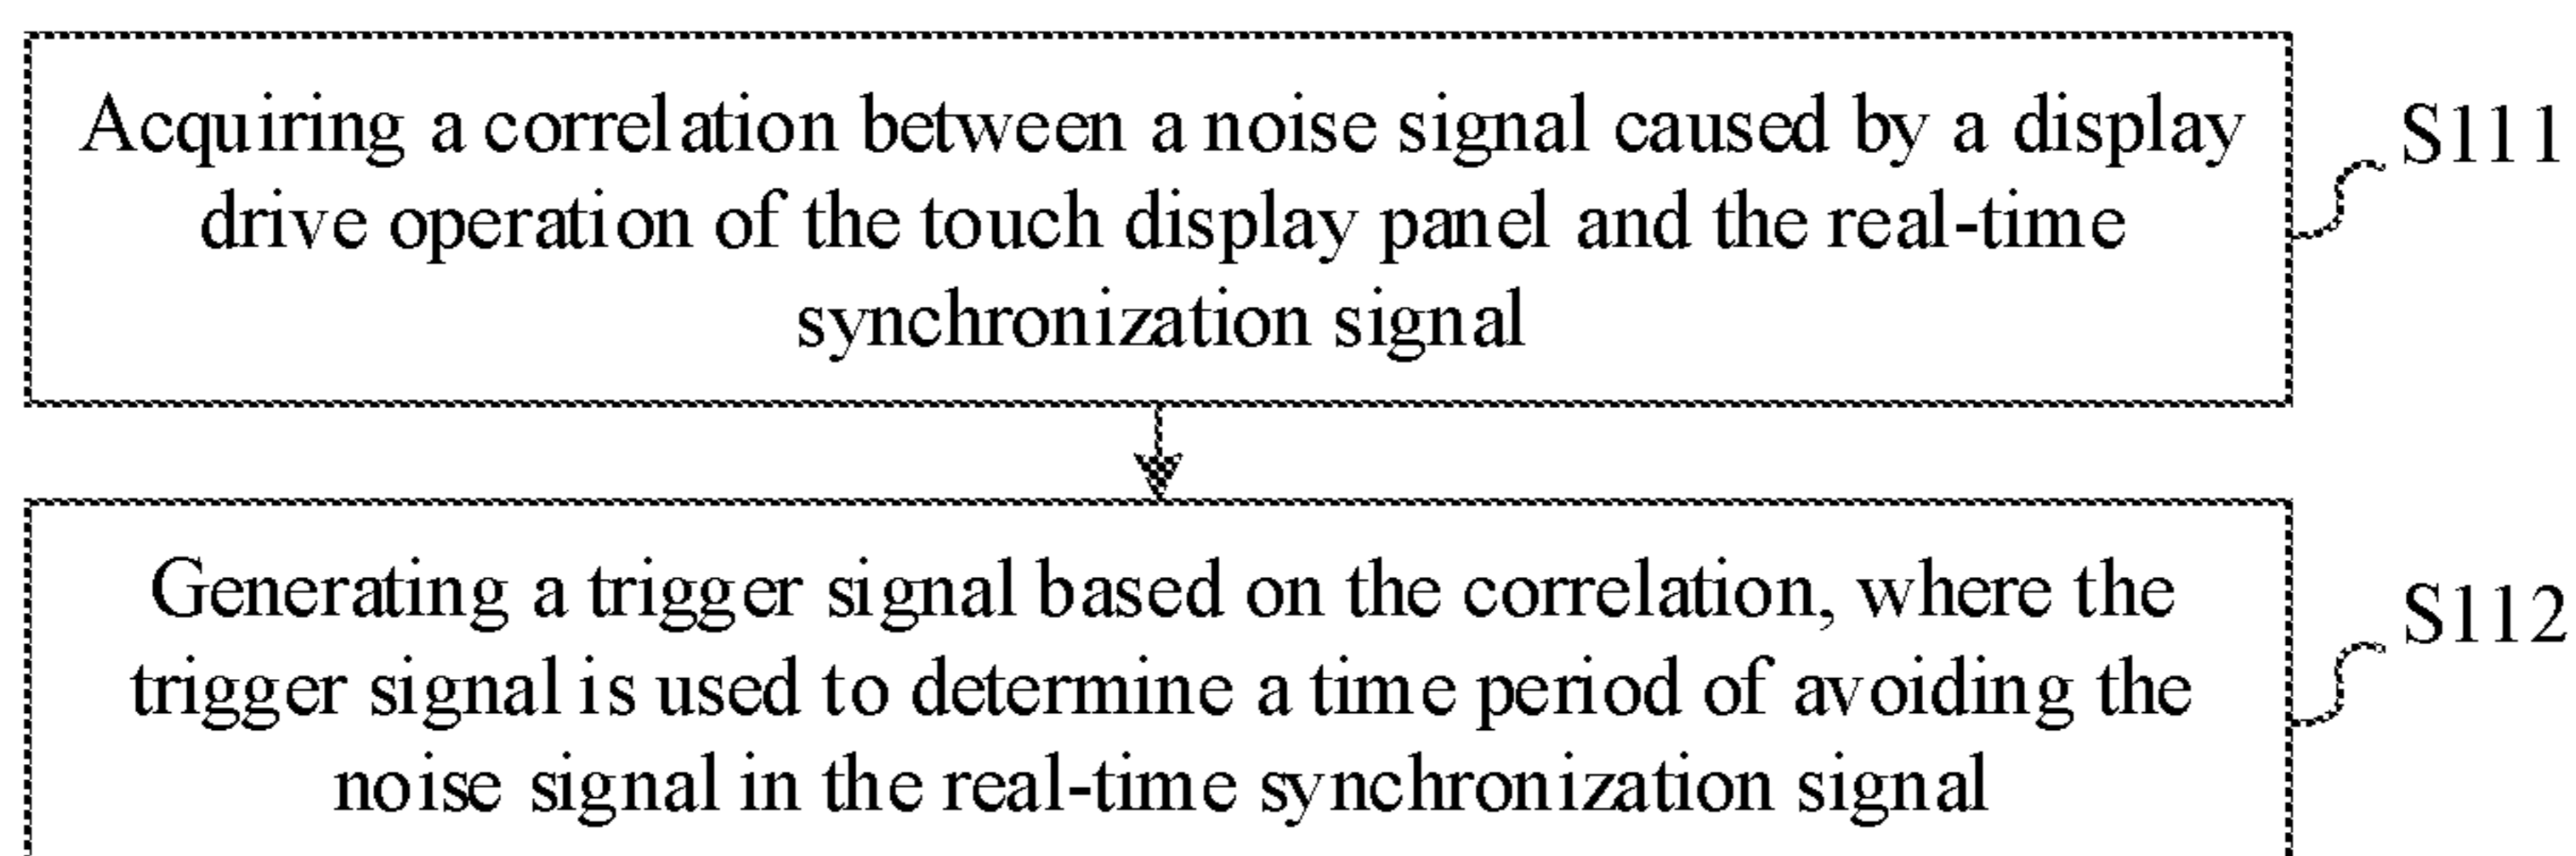 Acquiring a correlation between a noise signal caused by a display
drive operation of the touch display panel and the real-time
synchronization signal
S111
Generating a trigger signal based on the correlation, where the
trigger signal is used to determine a time period of avoiding the
noise signal in the real-time synchronization signal
S112